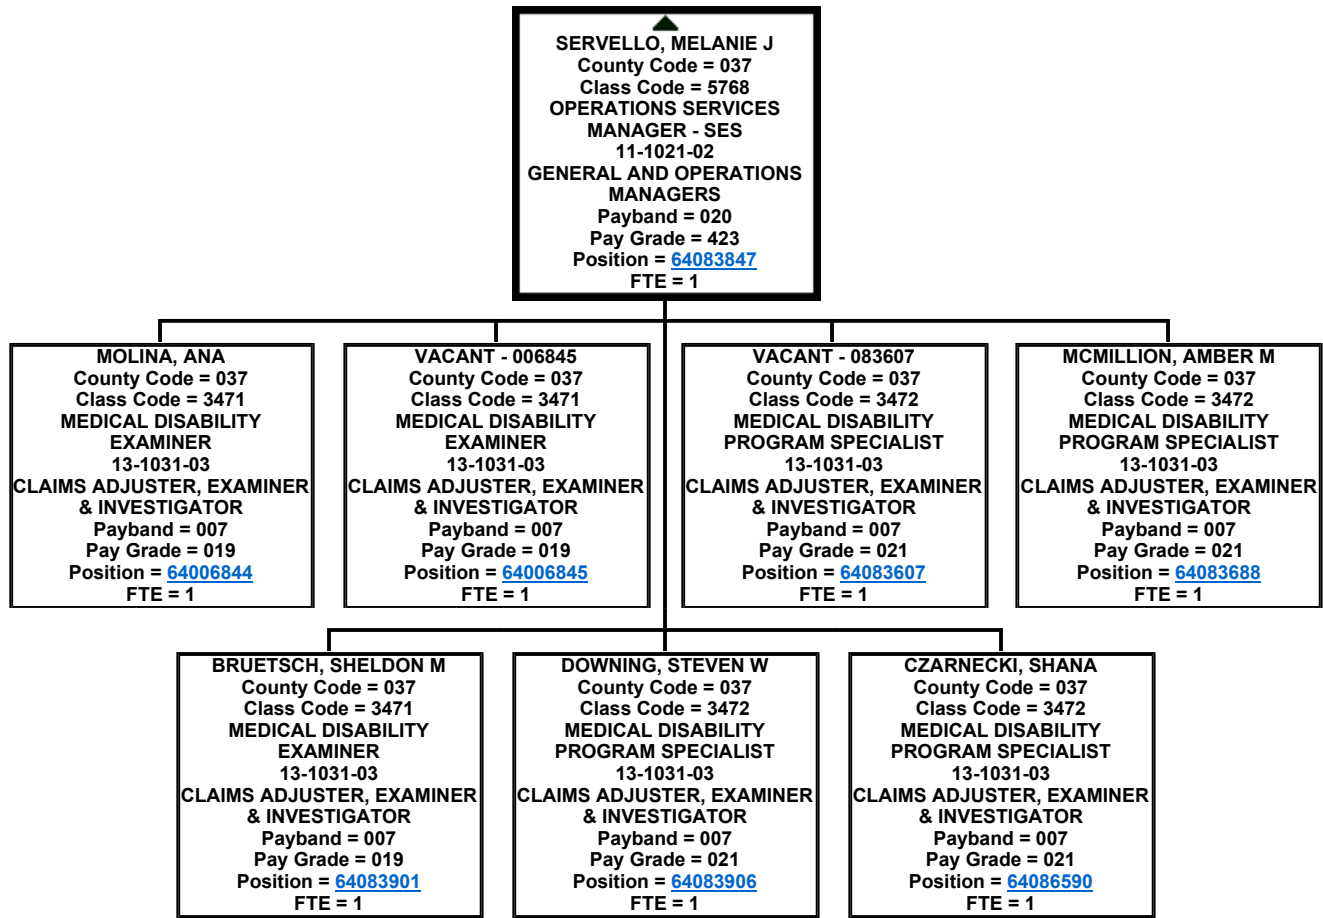 SERVELLO, MELANIE J
County Code = 037
Class Code = 5768
OPERATIONS SERVICES
MANAGER - SES
11-1021-02
GENERAL AND OPERATIONS
MANAGERS
Payband = 020
Pay Grade = 423
Position = 64083847
FTE = 1
MOLINA, ANA
County Code = 037
Class Code = 3471
MEDICAL DISABILITY
EXAMINER
13-1031-03
CLAIMS ADJUSTER, EXAMINER
& INVESTIGATOR
Payband = 007
Pay Grade = 019
Position = 64006844
FTE = 1
VACANT - 006845
County Code = 037
Class Code = 3471
MEDICAL DISABILITY
EXAMINER
13-1031-03
CLAIMS ADJUSTER, EXAMINER
& INVESTIGATOR
Payband = 007
Pay Grade = 019
Position = 64006845
FTE = 1
VACANT - 083607
County Code = 037
Class Code = 3472
MEDICAL DISABILITY
PROGRAM SPECIALIST
13-1031-03
CLAIMS ADJUSTER, EXAMINER
& INVESTIGATOR
Payband = 007
Pay Grade = 021
Position = 64083607
FTE = 1
MCMILLION, AMBER M
County Code = 037
Class Code = 3472
MEDICAL DISABILITY
PROGRAM SPECIALIST
13-1031-03
CLAIMS ADJUSTER, EXAMINER
& INVESTIGATOR
Payband = 007
Pay Grade = 021
Position = 64083688
FTE = 1
BRUETSCH, SHELDON M
County Code = 037
Class Code = 3471
MEDICAL DISABILITY
EXAMINER
13-1031-03
CLAIMS ADJUSTER, EXAMINER
& INVESTIGATOR
Payband = 007
Pay Grade = 019
Position = 64083901
FTE = 1
DOWNING, STEVEN W
County Code = 037
Class Code = 3472
MEDICAL DISABILITY
PROGRAM SPECIALIST
13-1031-03
CLAIMS ADJUSTER, EXAMINER
& INVESTIGATOR
Payband = 007
Pay Grade = 021
Position = 64083906
FTE = 1
CZARNECKI, SHANA
County Code = 037
Class Code = 3472
MEDICAL DISABILITY
PROGRAM SPECIALIST
13-1031-03
CLAIMS ADJUSTER, EXAMINER
& INVESTIGATOR
Payband = 007
Pay Grade = 021
Position = 64086590
FTE = 1